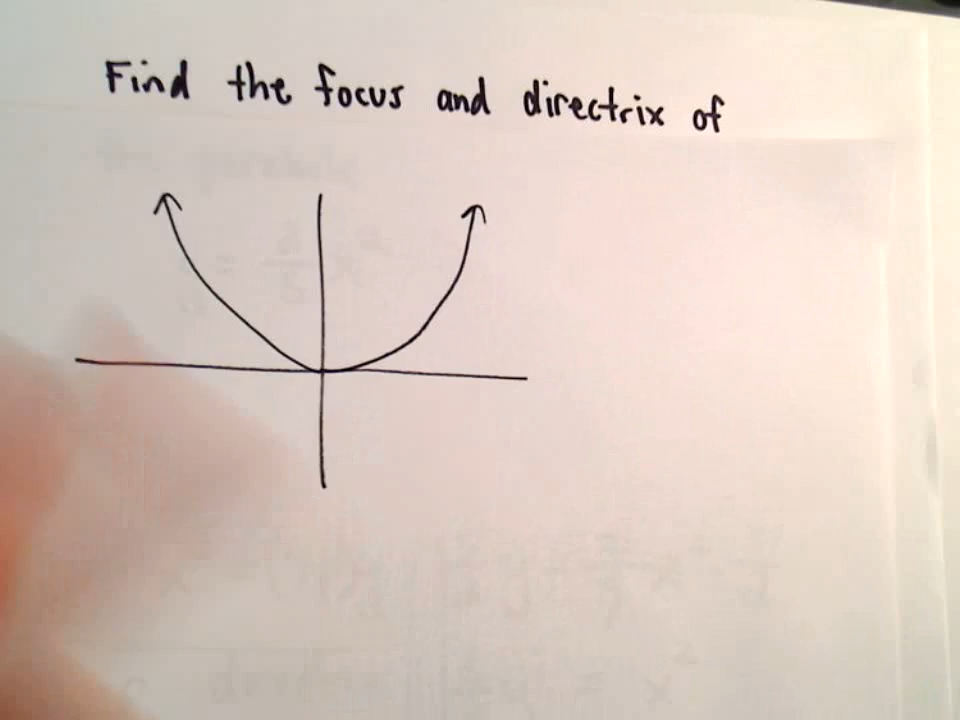 Find the focus and directrix of